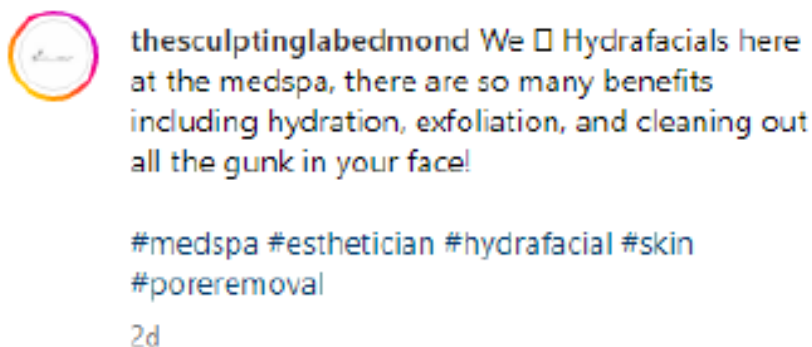 thesculptinglabedmond We ▯ Hydrafacials here
at the medspa, there are so many benefits
including hydration, exfoliation, and cleaning out
all the gunk in your face!
#medspa #esthetician #hydrafacial #skin
#poreremoval
2d